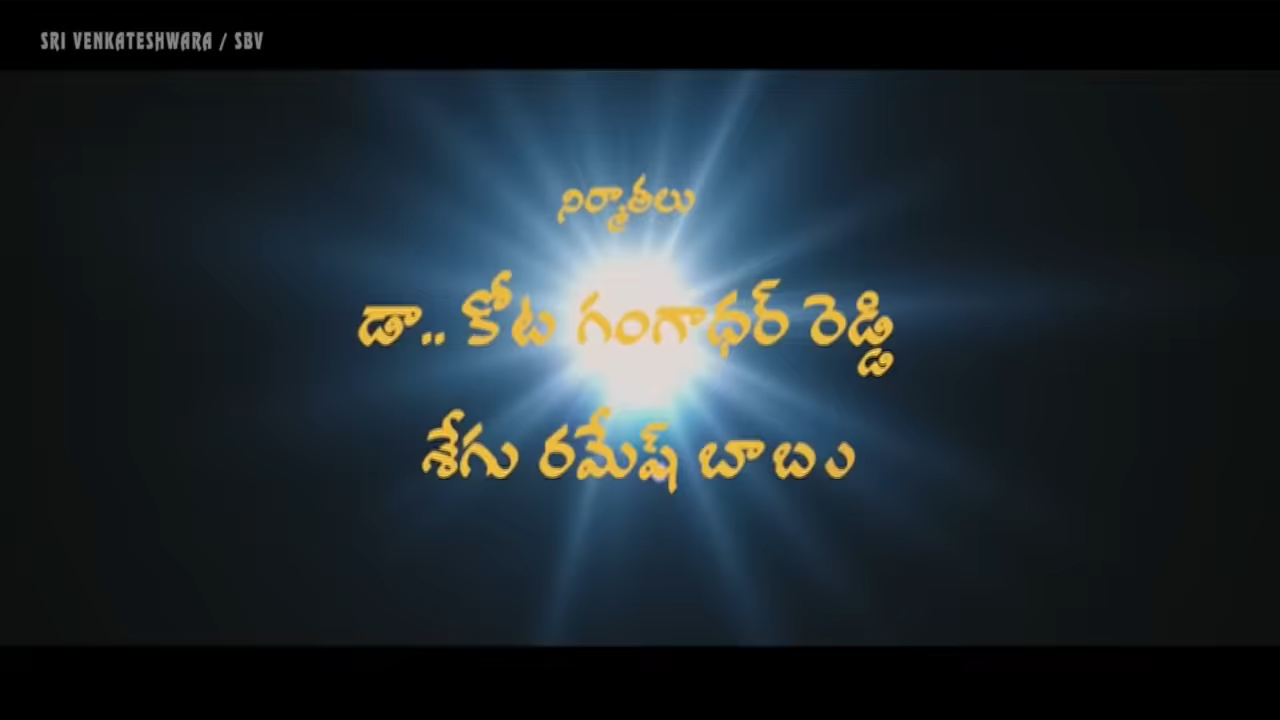 SRI VENKATESHWARA / SBV
నిర్మాతలు
డా.. కోట గంగాధర్ రెడ్డి
శేగు రమేష్ బాబు